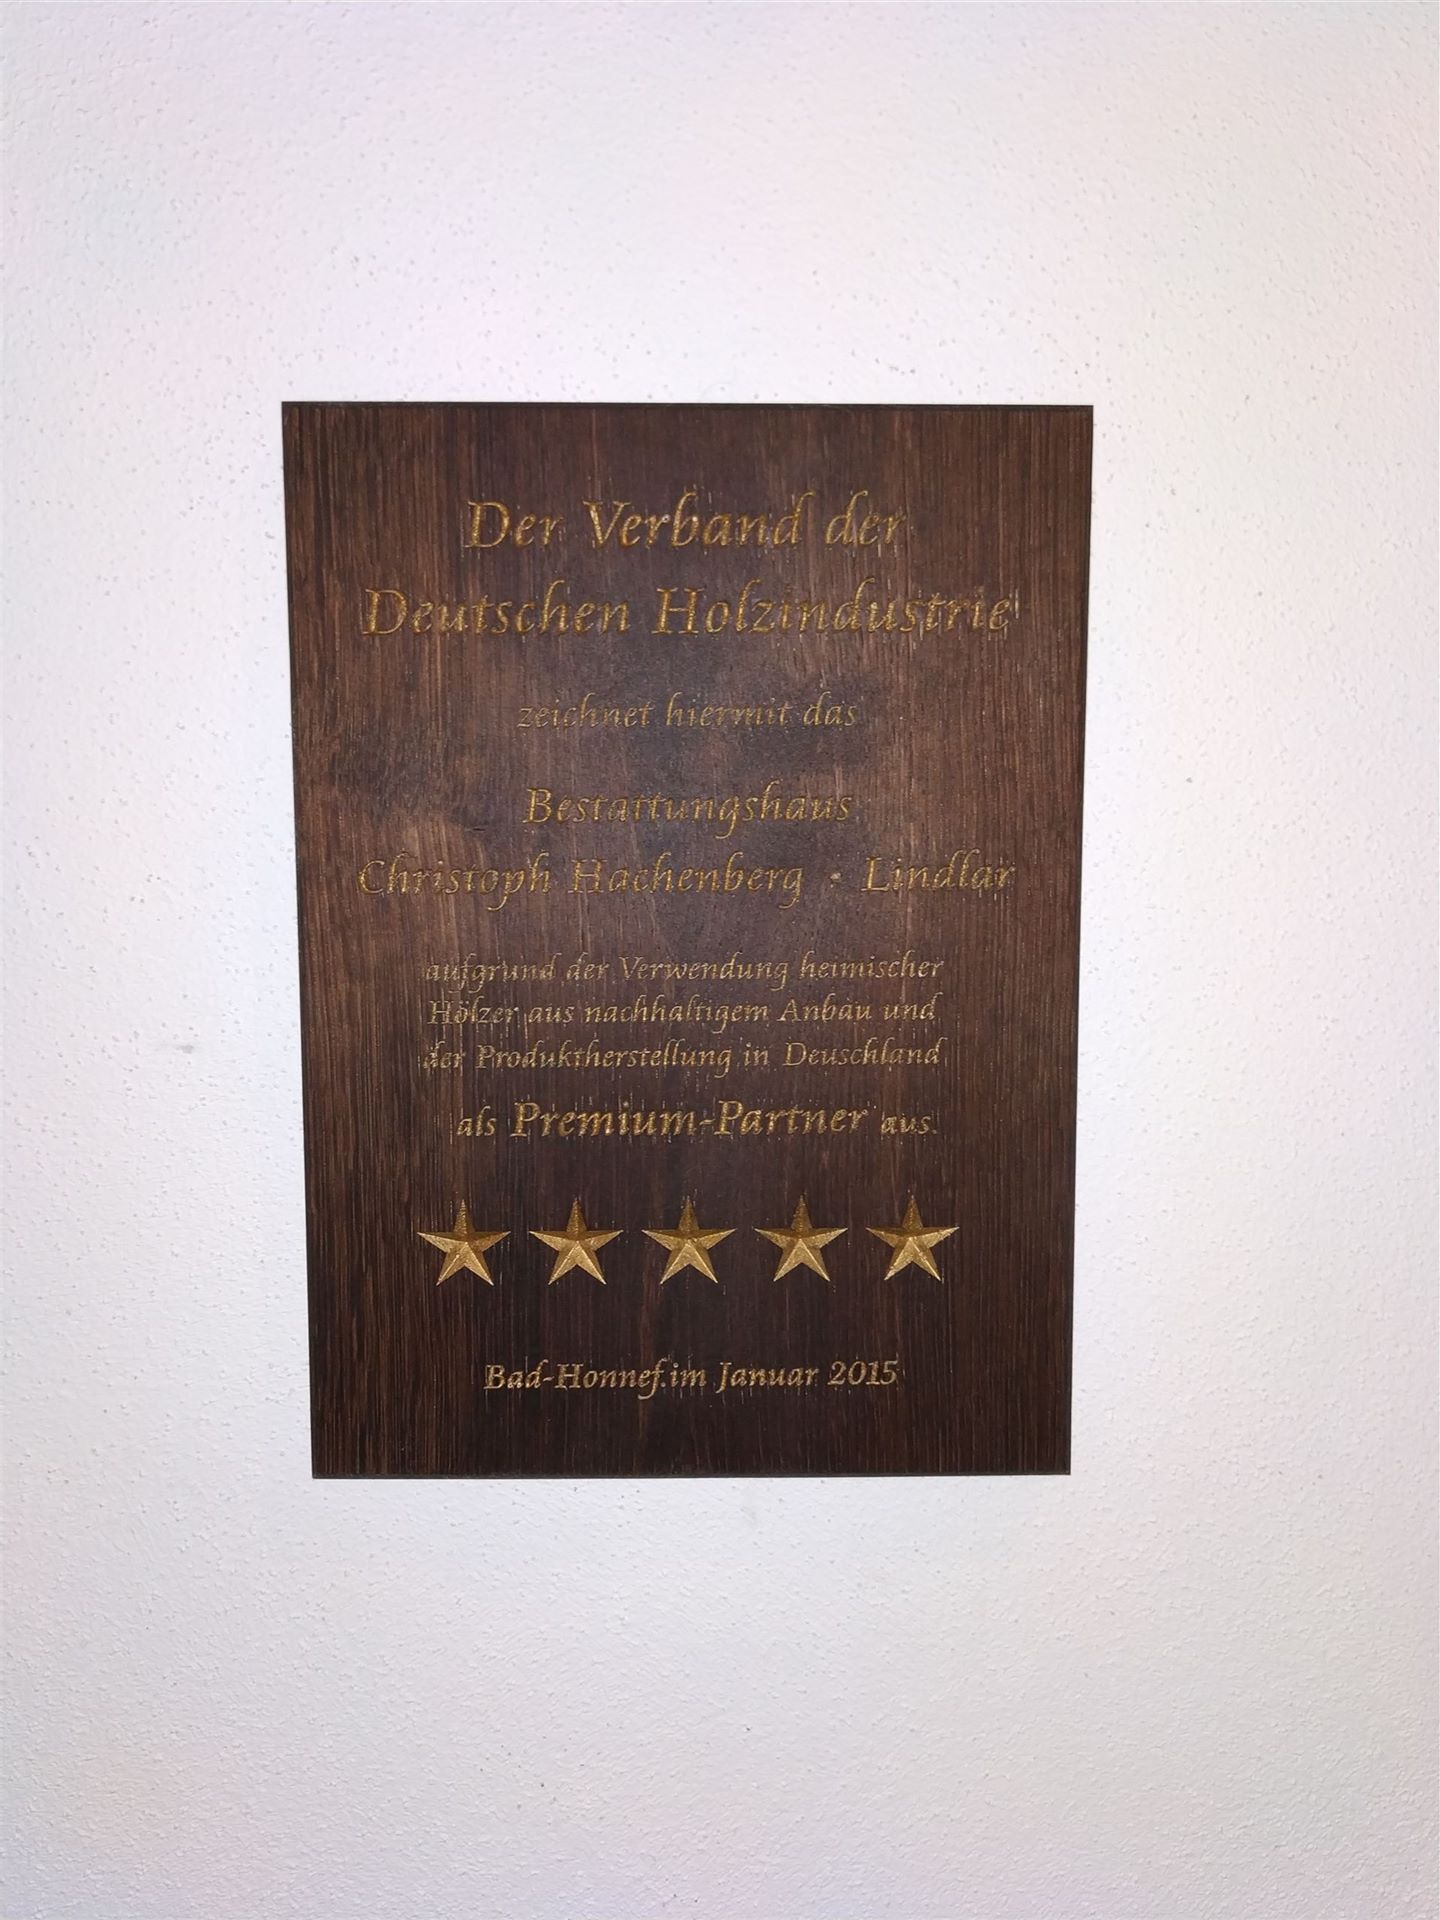 Der Verband der
Deutschen Holzindustrie
zeichnet hiermit das
Bestattungshaus
Christoph Hachenberg · Lindlar
aufgrund der Verwendung heimischer
Hölzer aus nachhaltigem Anbau und
der Produktherstellung in Deuschland
als Premium-Partner aus.
Bad-Honnef.im Januar 2015